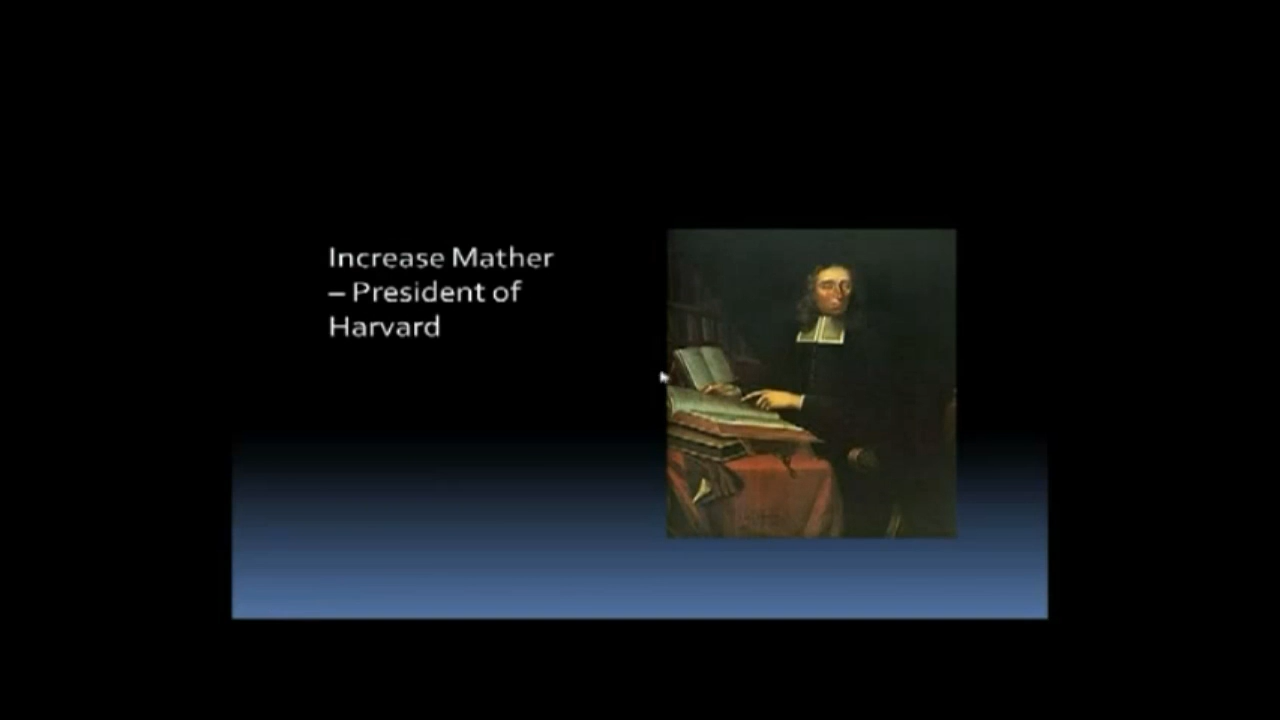 Increase Mather
– President of
Harvard